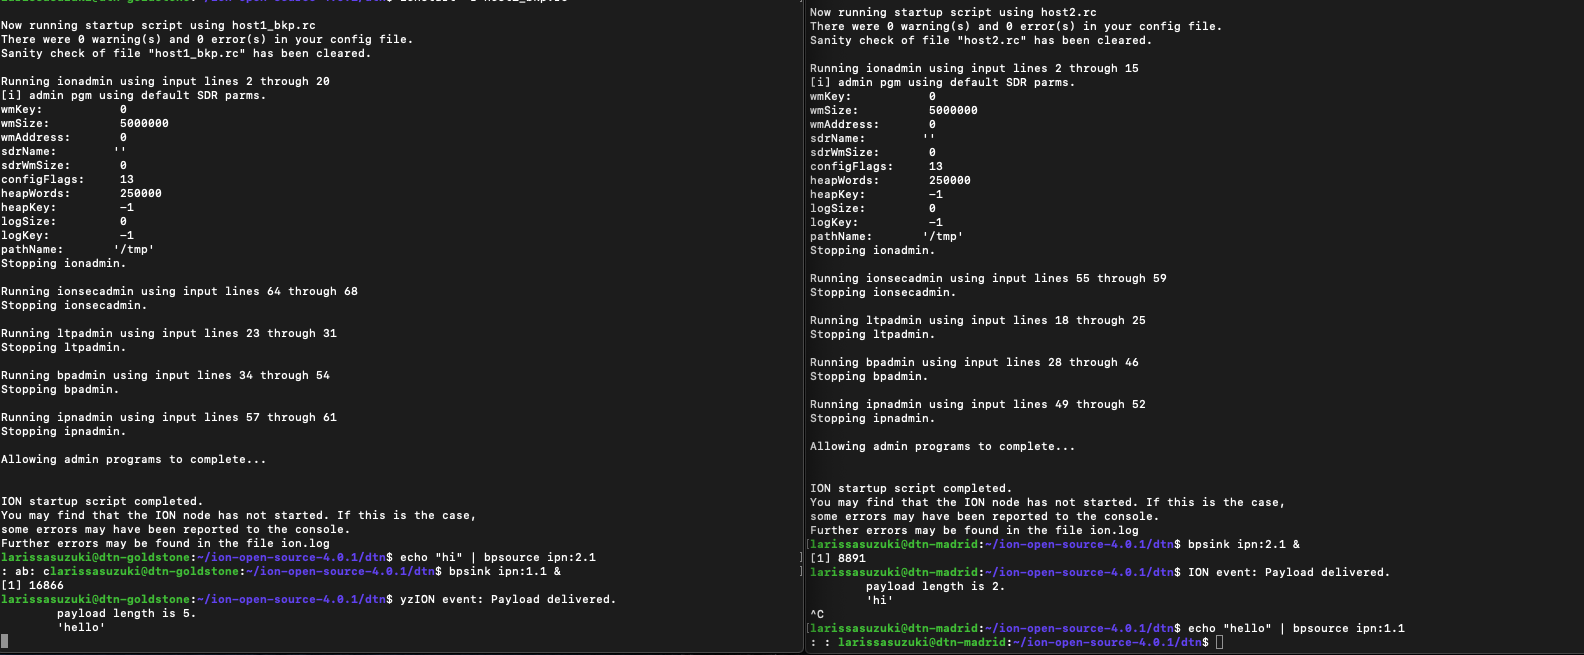 larissasuzuki@dtn-goldstone:~/ion-open-source-4.0.1/dtn$ ionstart -I host1_bkp.rc
Now running startup script using host1_bkp.rc
There were 0 warning(s) and 0 error(s) in your config file.
Sanity check of file "host1_bkp.rc" has been cleared.
Running ionadmin using input lines 2 through 20
[i] admin pgm using default SDR parms.
wmKey: 0
wmSize: 5000000
wmAddress: 0
sdrName: ''
sdrWmSize: 0
configFlags: 13
heapWords: 250000
heapKey: -1
logSize: 0
logKey: -1
pathName: '/tmp'
Stopping ionadmin.
Running ionsecadmin using input lines 64 through 68
Stopping ionsecadmin.
Running ltpadmin using input lines 23 through 31
Stopping ltpadmin.
Running bpadmin using input lines 34 through 54
Stopping bpadmin.
Running ipnadmin using input lines 57 through 61
Stopping ipnadmin.
Allowing admin programs to complete...
ION startup script completed.
You may find that the ION node has not started. If this is the case,
some errors may have been reported to the console.
Further errors may be found in the file ion.log
larissasuzuki@dtn-goldstone:~/ion-open-source-4.0.1/dtn$ echo "hi" | bpsource ipn:2.1
: ab: clarissasuzuki@dtn-goldstone:~/ion-open-source-4.0.1/dtn$ bpsink ipn:1.1 &
[1] 16866
larissasuzuki@dtn-goldstone:~/ion-open-source-4.0.1/dtn$ yzION event: Payload delivered.
payload length is 5.
'hello'
Now running startup script using host2.rc
There were 0 warning(s) and 0 error(s) in your config file.
Sanity check of file "host2.rc" has been cleared.
Running ionadmin using input lines 2 through 15
[i] admin pgm using default SDR parms.
wmKey: 0
wmSize: 5000000
wmAddress: 0
sdrName: ''
sdrWmSize: 0
configFlags: 13
heapWords: 250000
heapKey: -1
logSize: 0
logKey: -1
pathName: '/tmp'
Stopping ionadmin.
Running ionsecadmin using input lines 55 through 59
Stopping ionsecadmin.
Running ltpadmin using input lines 18 through 25
Stopping ltpadmin.
Running bpadmin using input lines 28 through 46
Stopping bpadmin.
Running ipnadmin using input lines 49 through 52
Stopping ipnadmin.
Allowing admin programs to complete...
ION startup script completed.
You may find that the ION node has not started. If this is the case,
some errors may have been reported to the console.
Further errors may be found in the file ion.log
larissasuzuki@dtn-madrid:~/ion-open-source-4.0.1/dtn$ bpsink ipn:2.1 &
[1] 8891
larissasuzuki@dtn-madrid:~/ion-open-source-4.0.1/dtn$ ION event: Payload delivered.
payload length is 2.
'hi'
^C
larissasuzuki@dtn-madrid:~/ion-open-source-4.0.1/dtn$ echo "hello" | bpsource ipn:1.1
: : larissasuzuki@dtn-madrid:~/ion-open-source-4.0.1/dtn$